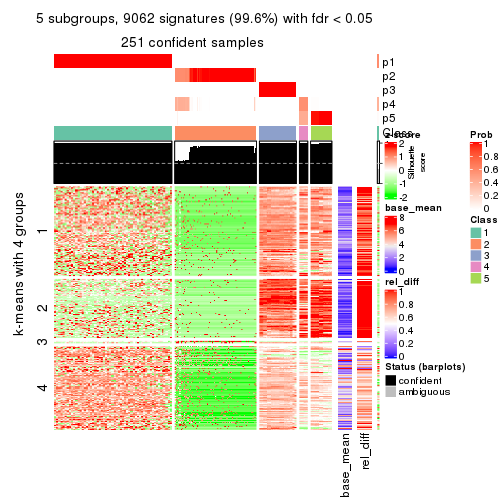 5 subgroups, 9062 signatures (99.6%) with fdr < 0.05
251 confident samples
p1
p2
p3
p4
p5
Class
z-score
2
1
0
-1
-2
Silhouette
score
Prob
1
0.8
0.6
0.4
0.2
0
base_mean
8
6
4
2
0
Class
1
2
3
4
5
rel_diff
1
0.8
0.6
0.4
0.2
0
Status (barplots)
confident
ambiguous
k-means with 4 groups
1
2
3
4
base_mean
rel_diff